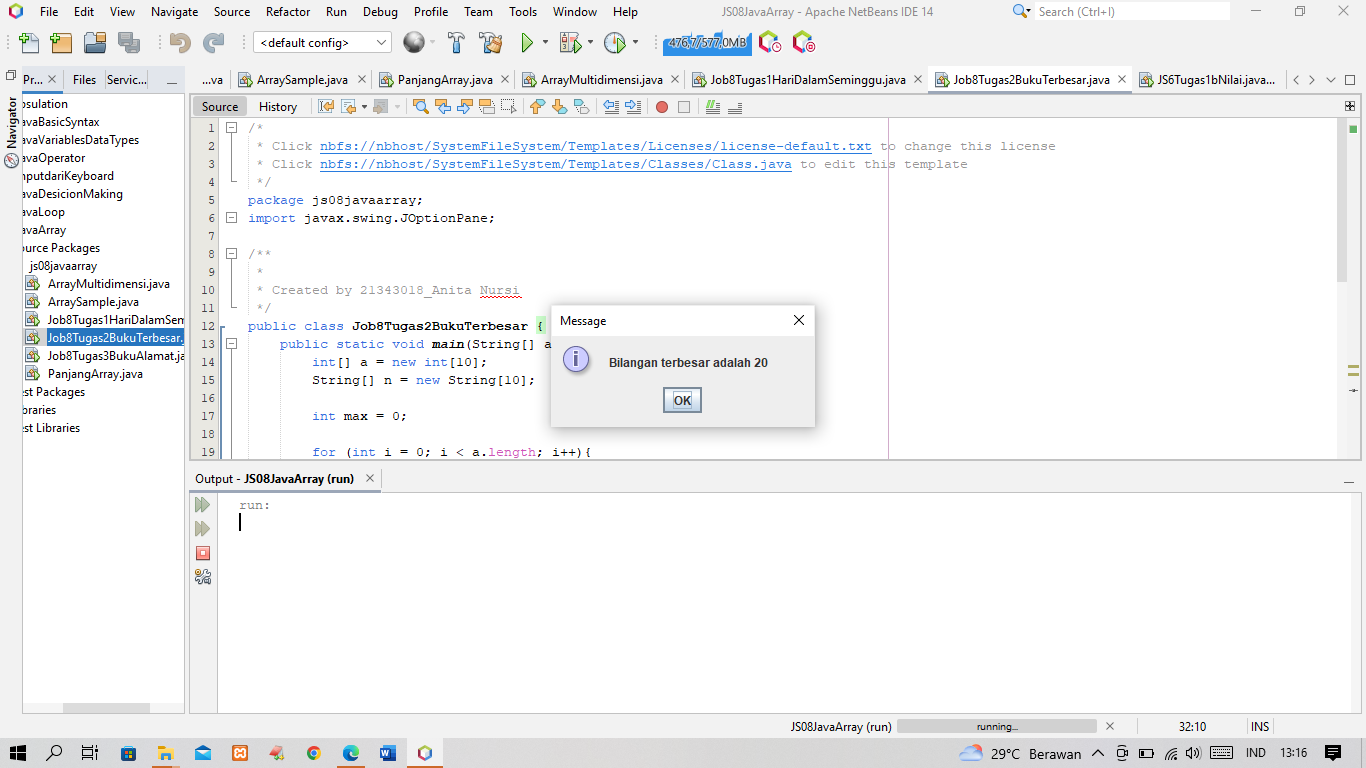 JS08JavaArray - Apache NetBeans IDE 14
File Edit View Navigate Source Refactor Run Debug Profile Team Tools Window Help
Search (Ctrl+I)
<default config>
476,7/577,0MB
Pr... Files Servic...
...va ArraySample.java PanjangArray.java ArrayMultidimensi.java Job8Tugas1HariDalamSeminggu.java Job8Tugas2BukuTerbesar.java JS6Tugas1bNilai.java...
Navigator
psulation
avaBasicSyntax
avaVariablesDataTypes
avaOperator
nputdariKeyboard
avaDesicionMaking
avaLoop
avaArray
ource Packages
js08javaarray
ArrayMultidimensi.java
ArraySample.java
Job8Tugas1HariDalamSem
Job8Tugas2BukuTerbesar.
Job8Tugas3BukuAlamat.ja
PanjangArray.java
est Packages
braries
est Libraries
Source History
1 /*
2 * Click nbfs://nbhost/SystemFileSystem/Templates/Licenses/license-default.txt to change this license
3 * Click nbfs://nbhost/SystemFileSystem/Templates/Classes/Class.java to edit this template
4 */
5 package js08javaarray;
6 import javax.swing.JOptionPane;
7
8 /**
9 *
10 * Created by 21343018_Anita Nursi
11 */
12 public class Job8Tugas2BukuTerbesar {
13 public static void main(String[] a
14 int[] a = new int[10];
15 String[] n = new String[10];
16
17 int max = 0;
18
19 for (int i = 0; i < a.length; i++){
Message
Bilangan terbesar adalah 20
OK
Output - JS08JavaArray (run)
run:
JS08JavaArray (run) running... 32:10 INS
29°C Berawan IND 13:16